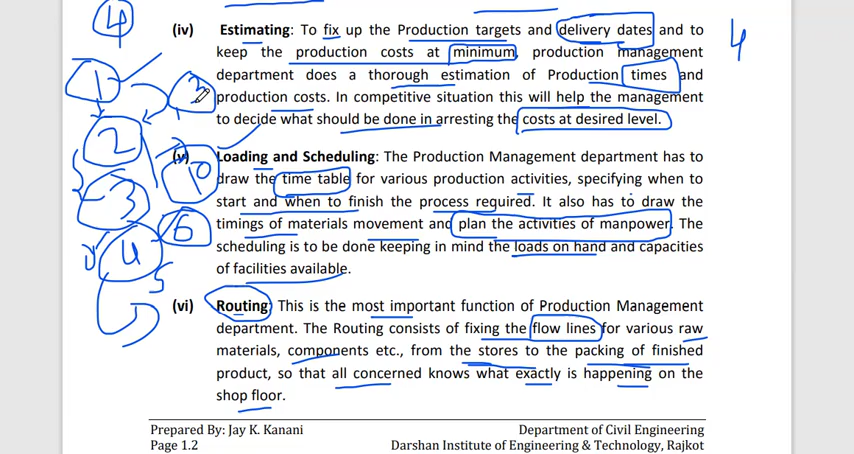 4
(iv) Estimating: To fix up the Production targets and delivery dates and to
keep the production costs at minimum, production management
department does a thorough estimation of Production times and
production costs. In competitive situation this will help the management
to decide what should be done in arresting the costs at desired level.
4
1
3
2
3
4
10
6
5
(v) Loading and Scheduling: The Production Management department has to
draw the time table for various production activities, specifying when to
start and when to finish the process required. It also has to draw the
timings of materials movement and plan the activities of manpower. The
scheduling is to be done keeping in mind the loads on hand and capacities
of facilities available.
(vi) Routing: This is the most important function of Production Management
department. The Routing consists of fixing the flow lines for various raw
materials, components etc., from the stores to the packing of finished
product, so that all concerned knows what exactly is happening on the
shop floor.
Prepared By: Jay K. Kanani
Department of Civil Engineering
Page 1.2
Darshan Institute of Engineering & Technology, Rajkot